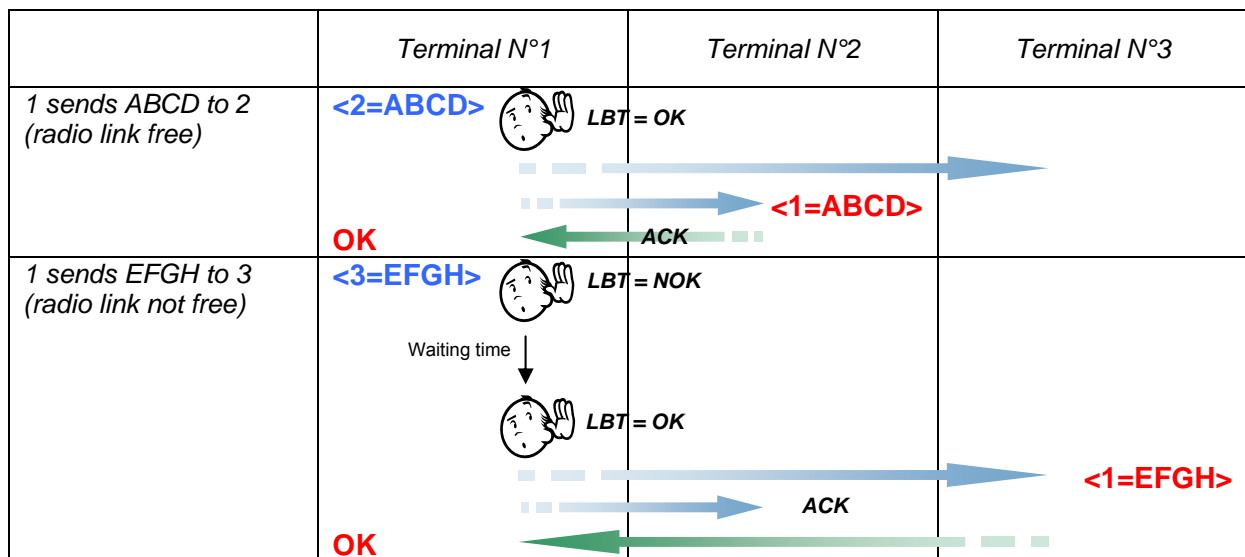 Terminal N°1
Terminal N°2
Terminal N°3
1 sends ABCD to 2
(radio link free)
<2=ABCD>
LBT = OK
<1=ABCD>
OK
ACK
1 sends EFGH to 3
(radio link not free)
<3=EFGH>
LBT = NOK
Waiting time
LBT = OK
<1=EFGH>
ACK
OK